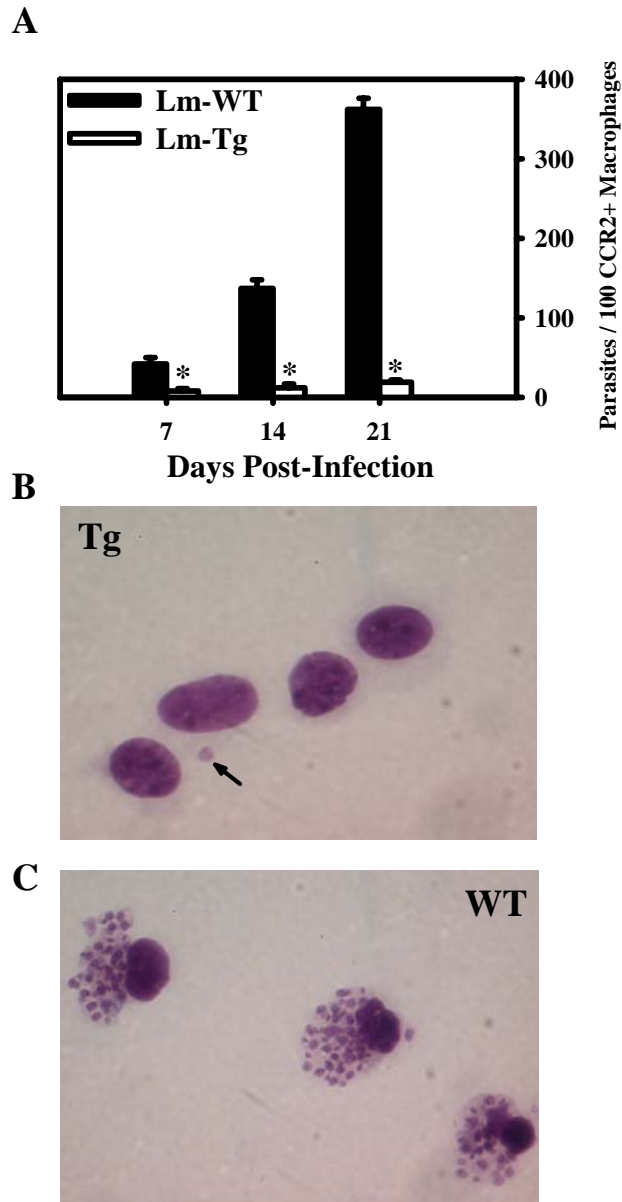 A
Lm-WT
Lm-Tg
*
*
*
400
300
200
100
0
Parasites / 100 CCR2+ Macrophages
7
14
21
Days Post-Infection
B
Tg
C
WT